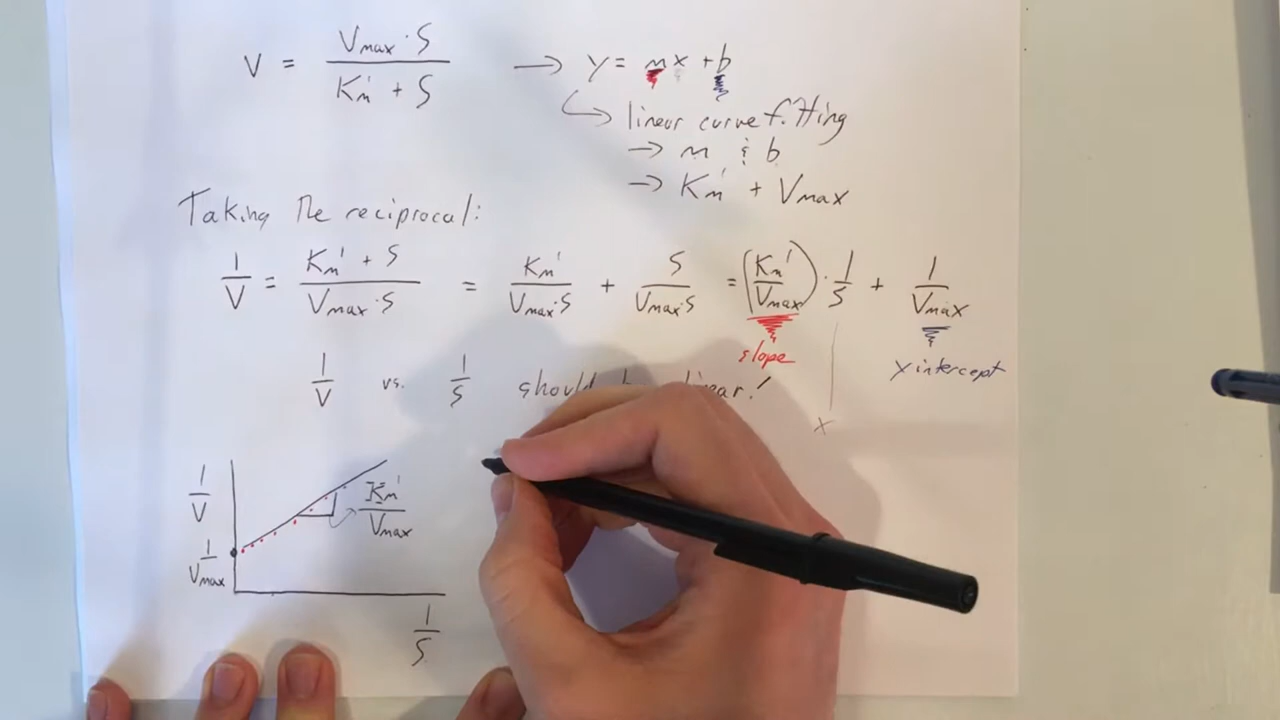 V = Vmax · S / Km' + S → y = mx + b
↳ linear curve fitting
→ m & b
→ Km' + Vmax
Taking the reciprocal:
1/V = Km' + S / Vmax · S = Km' / Vmax · S + S / Vmax · S = (Km' / Vmax) · 1/S + 1/Vmax
slope
y intercept
1/V vs. 1/S should linear!
x
1/V
Km' / Vmax
1/Vmax
1/S